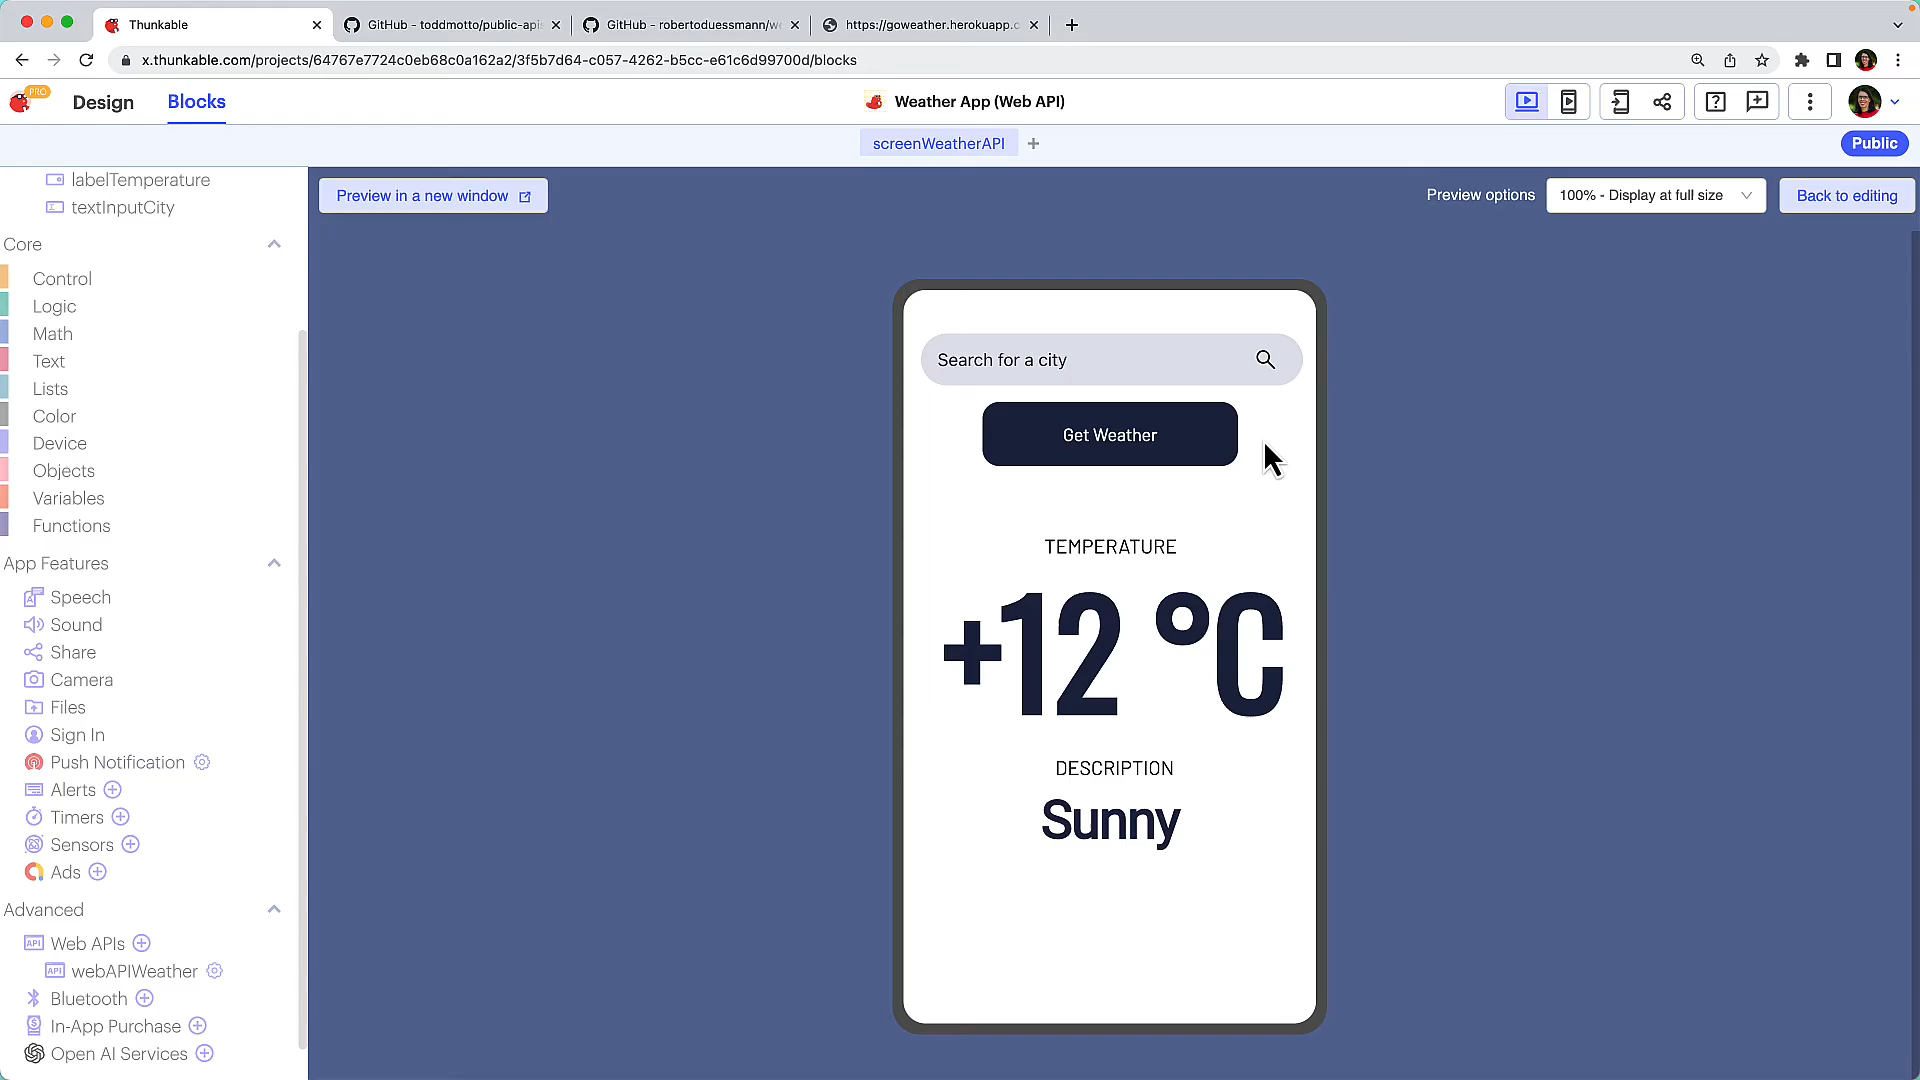 Thunkable
GitHub - toddmotto/public-apis
GitHub - robertoduessmann/we
https://goweather.herokuapp.c
x.thunkable.com/projects/64767e7724c0eb68c0a162a2/3f5b7d64-c057-4262-b5cc-e61c6d99700d/blocks
PRO
Design
Blocks
Weather App (Web API)
screenWeatherAPI
Public
labelTemperature
textInputCity
Core
Control
Logic
Math
Text
Lists
Color
Device
Objects
Variables
Functions
App Features
Speech
Sound
Share
Camera
Files
Sign In
Push Notification
Alerts
Timers
Sensors
Ads
Advanced
API Web APIs
API webAPIWeather
Bluetooth
In-App Purchase
Open AI Services
Preview in a new window
Preview options
100% - Display at full size
Back to editing
Search for a city
Get Weather
TEMPERATURE
+12 °C
DESCRIPTION
Sunny